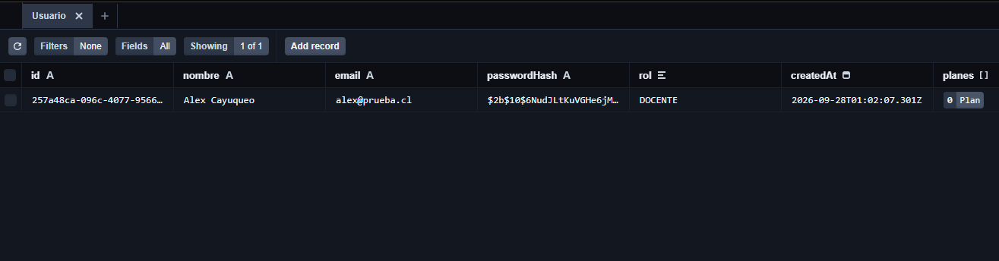 Usuario
Filters None Fields All Showing 1 of 1 Add record
id A nombre A email A passwordHash A rol createdAt planes []
257a48ca-096c-4077-9566… Alex Cayuqueo alex@prueba.cl $2b$10$6NudJLtKuVGHe6jM… DOCENTE 2026-09-28T01:02:07.301Z 0 Plan